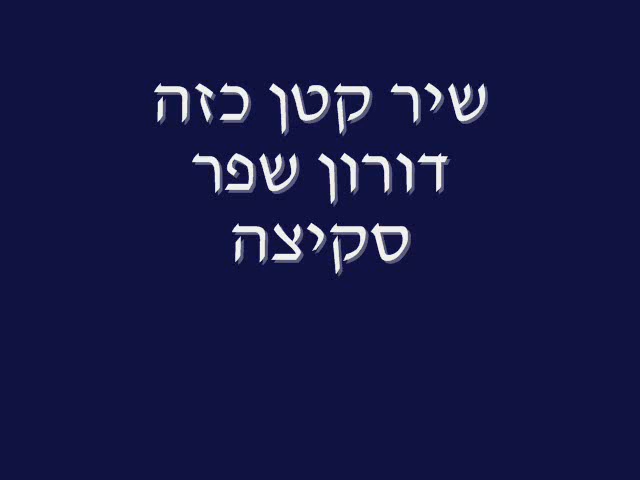 שיר קטן כזה
דורון שפר
סקיצה